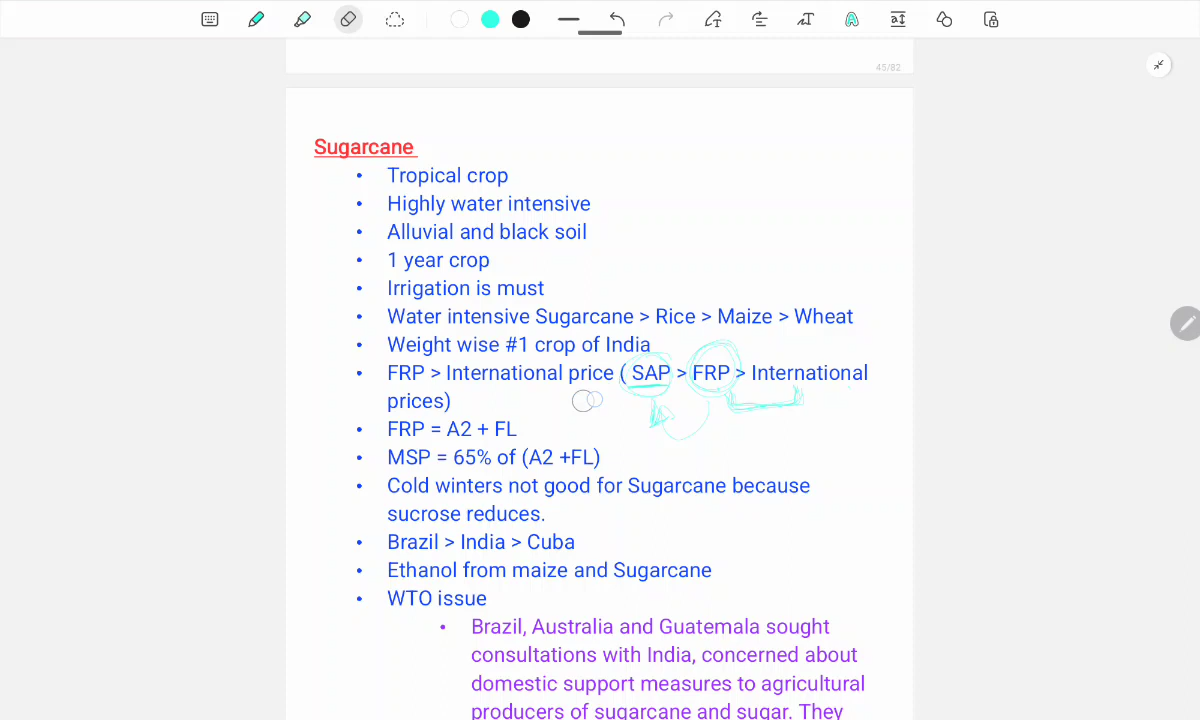 45/82
Sugarcane
• Tropical crop
• Highly water intensive
• Alluvial and black soil
• 1 year crop
• Irrigation is must
• Water intensive Sugarcane > Rice > Maize > Wheat
• Weight wise #1 crop of India
• FRP > International price ( SAP > FRP > International
prices)
• FRP = A2 + FL
• MSP = 65% of (A2 +FL)
• Cold winters not good for Sugarcane because
sucrose reduces.
• Brazil > India > Cuba
• Ethanol from maize and Sugarcane
• WTO issue
• Brazil, Australia and Guatemala sought
consultations with India, concerned about
domestic support measures to agricultural
producers of sugarcane and sugar. They